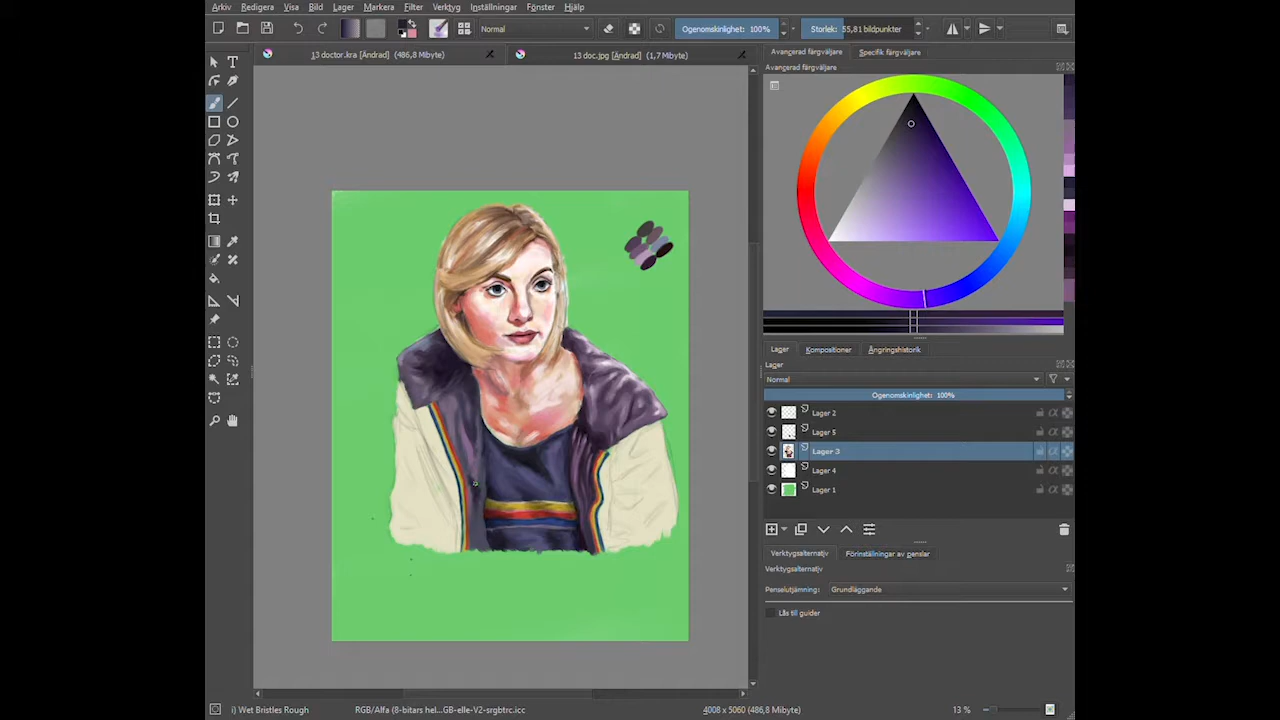 Arkiv Redigera Visa Bild Lager Markera Filter Verktyg Inställningar Fönster Hjälp
Normal Ogenomskinlighet: 100% Storlek: 55,81 bildpunkter
13 doctor.kra [Ändrad] (486,8 Mibyte) 13 doc.jpg [Ändrad] (1,7 Mibyte)
Avancerad färgväljare Specifik färgväljare
Avancerad färgväljare
Lager Kompositioner Ångringshistorik
Lager
Normal
Ogenomskinlighet: 100%
Lager 2
Lager 5
Lager 3
Lager 4
Lager 1
Verktygsalternativ Förinställningar av penslar
Verktygsalternativ
Penselutjämning: Grundläggande
Lås till guider
i) Wet Bristles Rough RGB/Alfa (8-bitars hel...GB-elle-V2-srgbtrc.icc 4008 x 5060 (486,8 Mibyte) 13 %